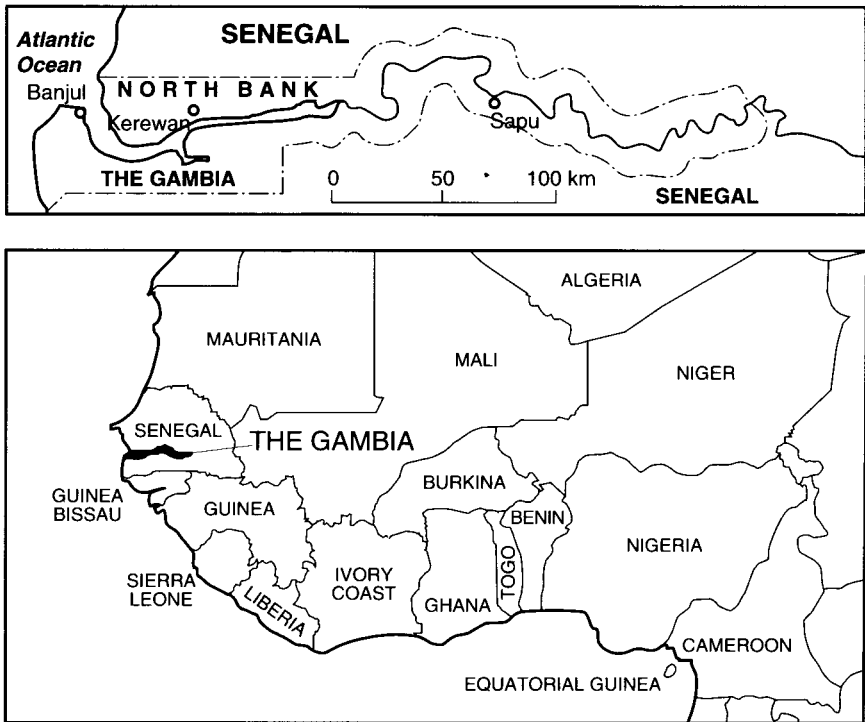 Atlantic
Ocean
SENEGAL
Banjul
NORTH BANK
Kerewan
Sapu
THE GAMBIA
0 50 100 km
SENEGAL
ALGERIA
MAURITANIA
MALI
NIGER
SENEGAL
THE GAMBIA
BURKINA
GUINEA
BISSAU
GUINEA
BENIN
NIGERIA
SIERRA
LEONE
LIBERIA
IVORY
COAST
GHANA
TOGO
CAMEROON
EQUATORIAL GUINEA